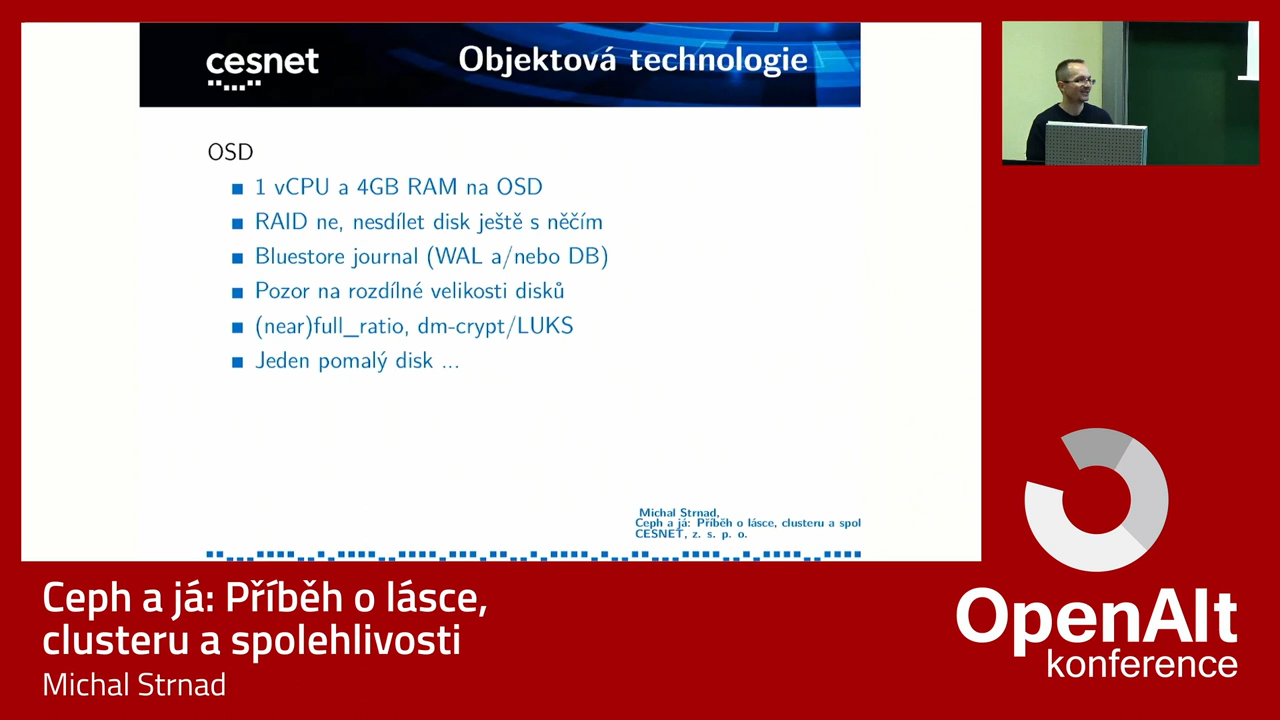 cesnet
Objektová technologie
OSD
1 vCPU a 4GB RAM na OSD
RAID ne, nesdílet disk ještě s něčím
Bluestore journal (WAL a/nebo DB)
Pozor na rozdílné velikosti disků
(near)full_ratio, dm-crypt/LUKS
Jeden pomalý disk ...
Michal Strnad,
Ceph a já: Příběh o lásce, clusteru a spol
CESNET, z. s. p. o.
Ceph a já: Příběh o lásce,
clusteru a spolehlivosti
Michal Strnad
OpenAlt
konference